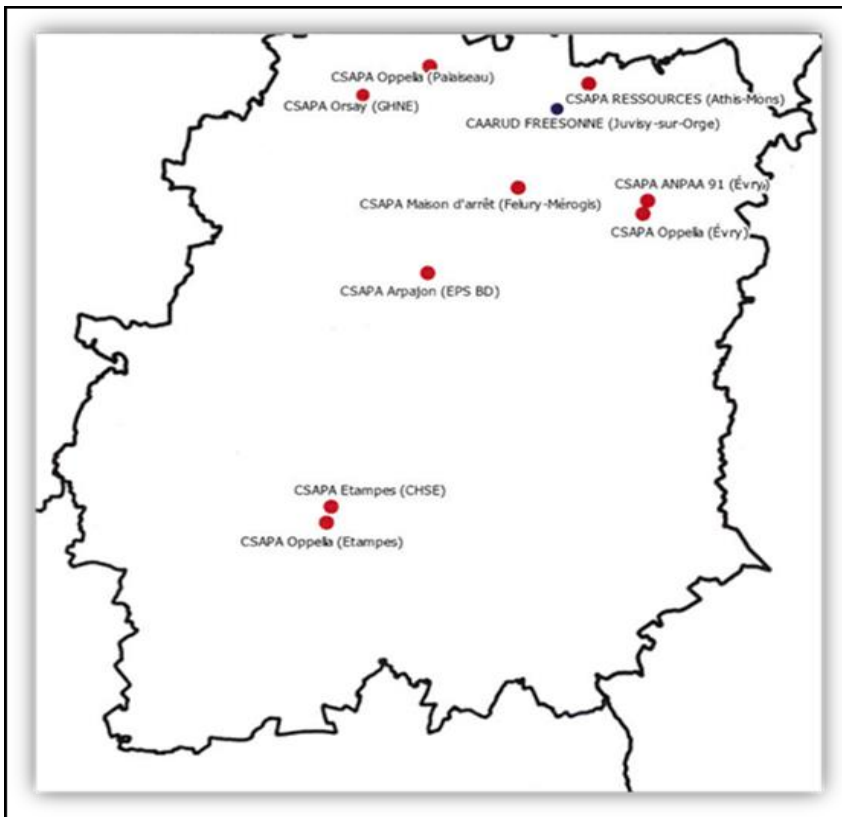 CSAPA Oppelia (Palaiseau)
CSAPA Orsay (GHNE)
CSAPA RESSOURCES (Athis-Mons)
CAARUD FREESONNE (Juvisy-sur-Orge)
CSAPA ANPAA 91 (Évry)
CSAPA Maison d'arrêt (Felury-Mérogis)
CSAPA Oppelia (Évry)
CSAPA Arpajon (EPS BD)
CSAPA Etampes (CHSE)
CSAPA Oppelia (Etampes)